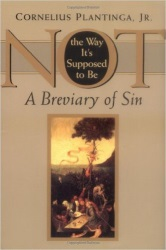 CORNELIUS PLANTINGA, JR.
NOT
the Way
It's
Supposed
to Be
A Breviary of Sin